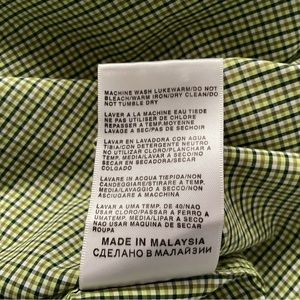 MACHINE WASH LUKEWARM/DO NOT
BLEACH/WARM IRON/DRY CLEAN/DO
NOT TUMBLE DRY
LAVER A LA MACHINE EAU TIEDE
NE PAS UTILISER DE CHLORE
REPASSER A TEMP.MOYENNE
LAVAGE A SEC/PAS DE SECHOIR
LAVAR EN LAVADORA CON AGUA
TIBIA/CON DETERGENTE NEUTRO
NO UTILIZAR CLORO/PLANCHAR A
TEMP. MEDIA/LAVAR A SECO/NO
SECAR EN SECADORA/SECAR
COLGADO
LAVARE IN ACQUA TIEPIDA/NON
CANDEGGIARE/STIRARE A TEMP.
MEDIA/LAVAGGIO A SECCO/NON
ASCIUGARE A MACCHINA
LAVAR A UMA TEMP. DE 40/NAO
USAR CLORO/PASSAR A FERRO A
UMATEMP. MEDIA/LIPAR A SECO
NAO USAR MAQUINA DE SECAR
ROUPA
MADE IN MALAYSIA
СДЕЛАНО В МАЛАЙЗИИ